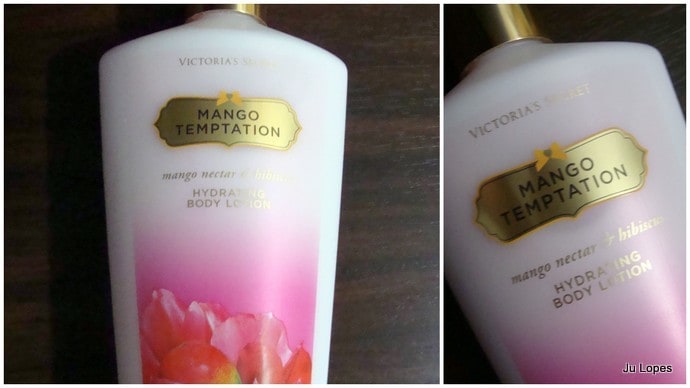 VICTORIA'S SECRET
MANGO
TEMPTATION
mango nectar & hibiscus
HYDRATING
BODY LOTION
VICTORIA'S SECRET
MANGO
TEMPTATION
mango nectar & hibiscus
HYDRATING
BODY LOTION
Ju Lopes